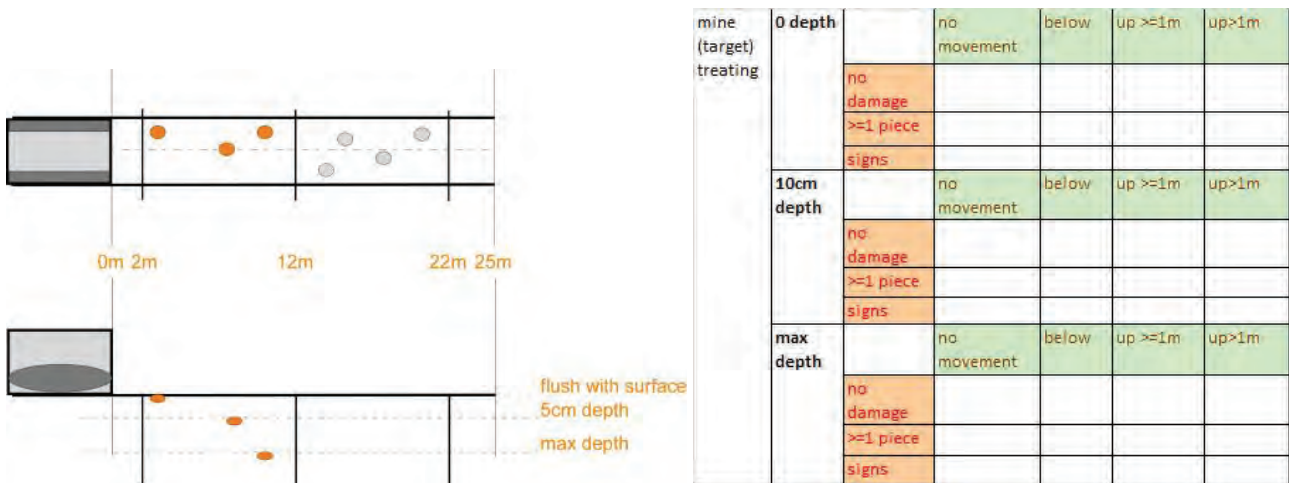 0m 2m 12m 22m 25m
flush with surface
5cm depth
max depth
mine (target) treating
0 depth
no movement below up >=1m up>1m
no damage
>=1 piece
signs
10cm depth
no movement below up >=1m up>1m
no damage
>=1 piece
signs
max depth
no movement below up >=1m up>1m
no damage
>=1 piece
signs